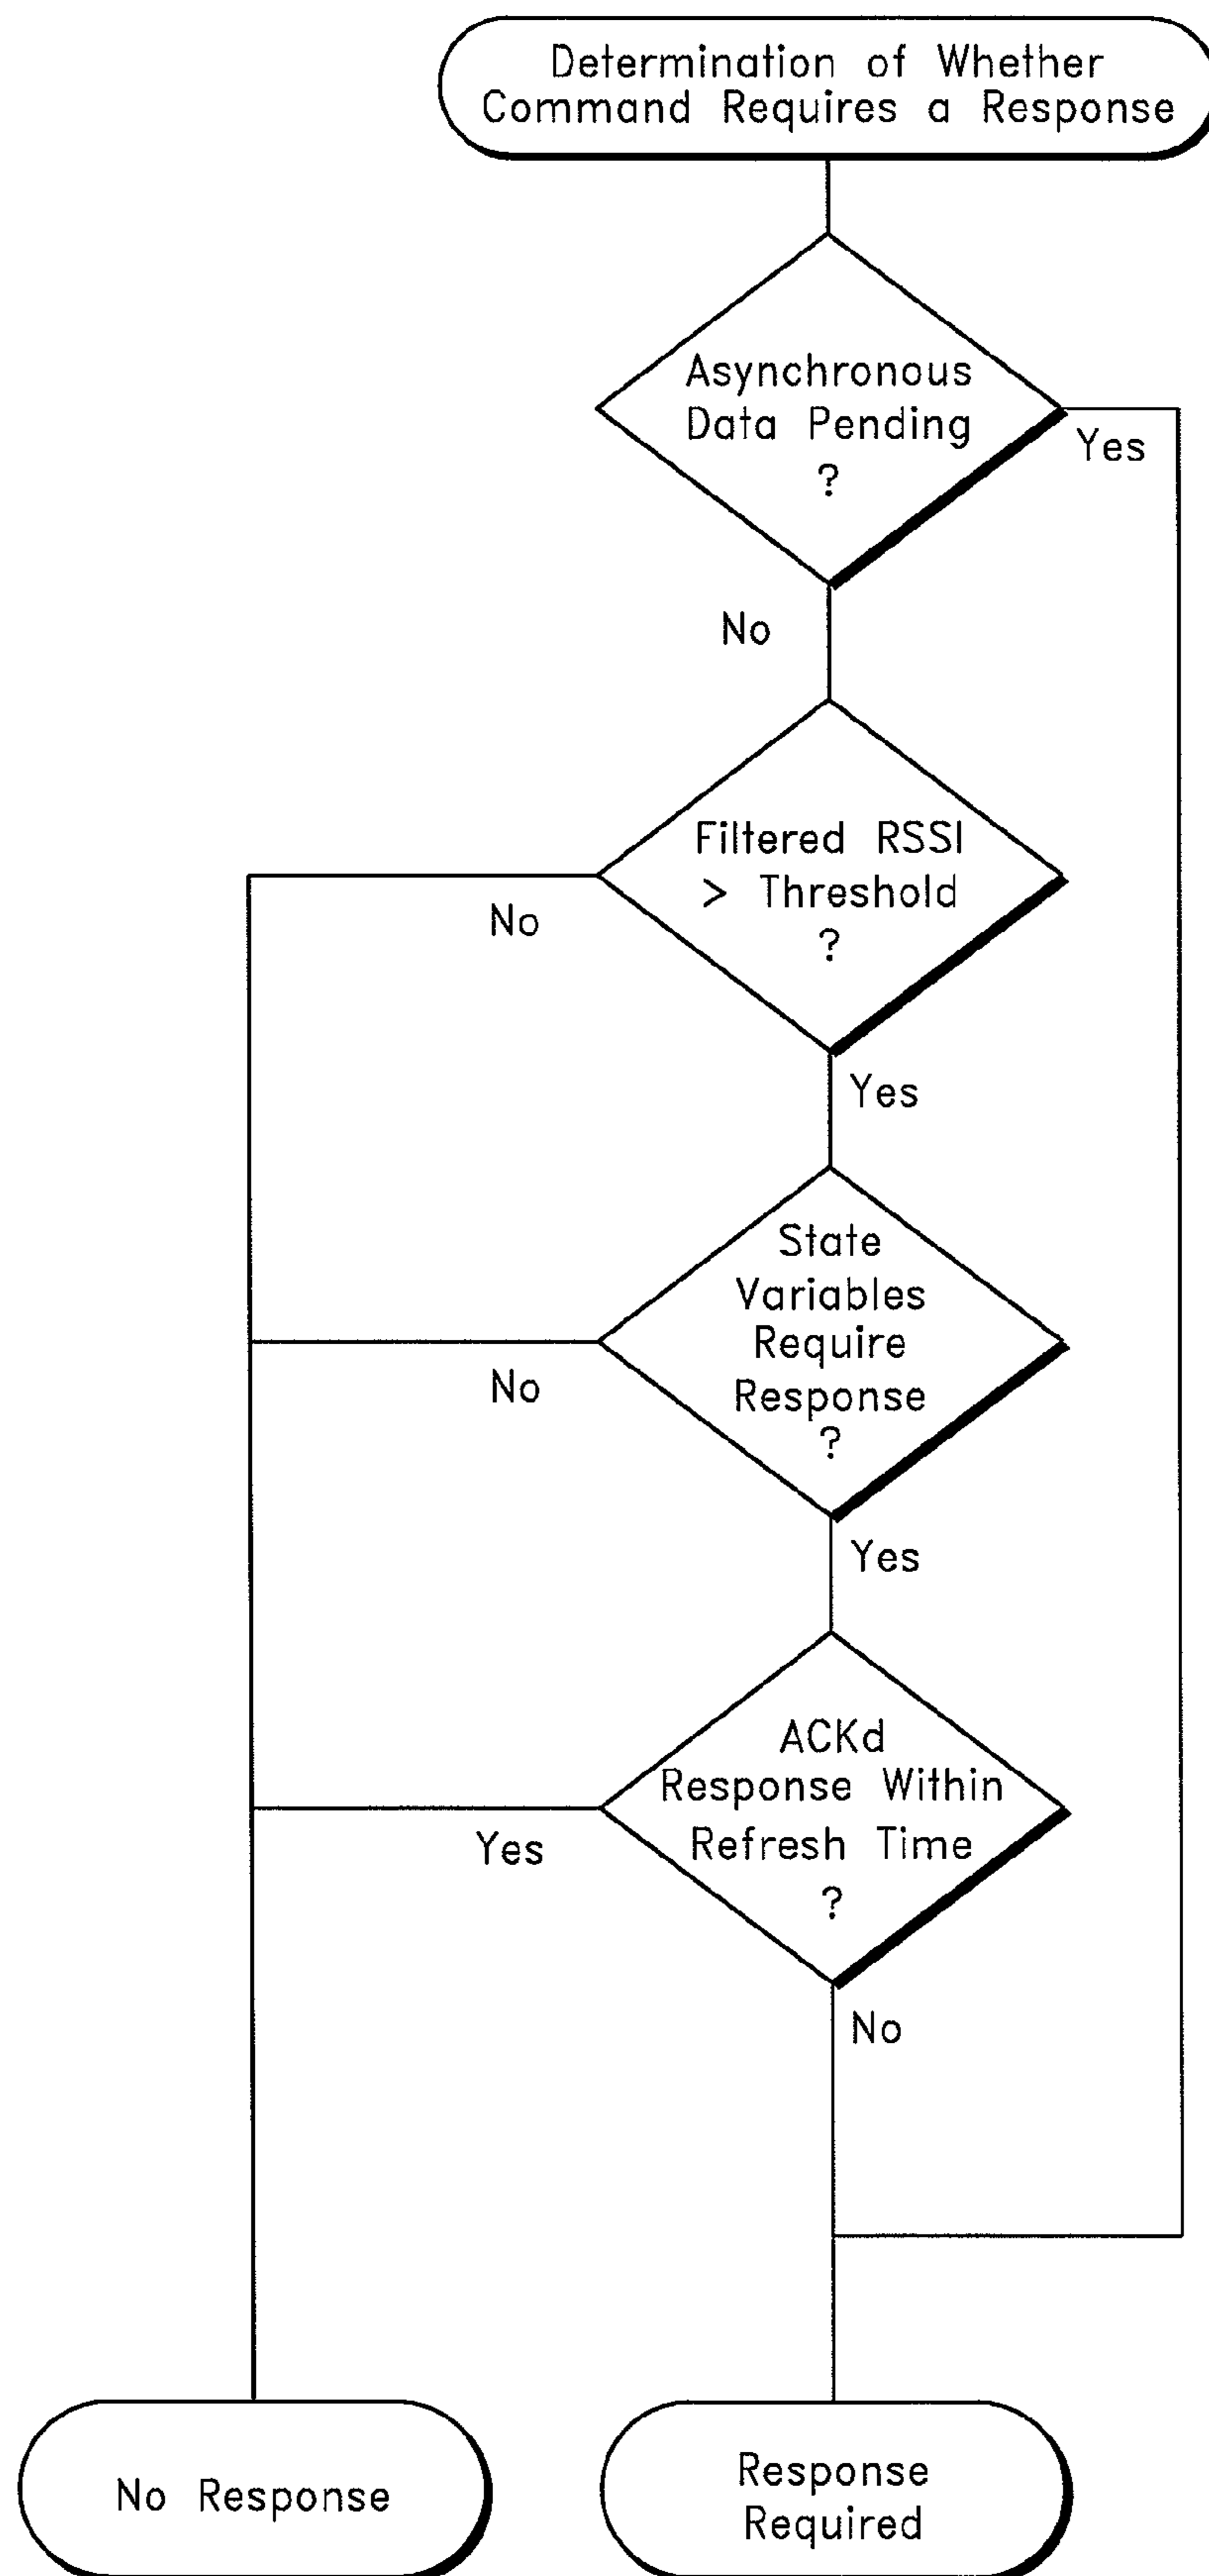 Determination of Whether
Command Requires a Response
Asynchronous
Data Pending
?
Yes
No
Filtered RSSI
> Threshold
?
No
Yes
State
Variables
Require
Response
?
No
Yes
ACKd
Response Within
Refresh Time
?
Yes
No
No Response
Response
Required